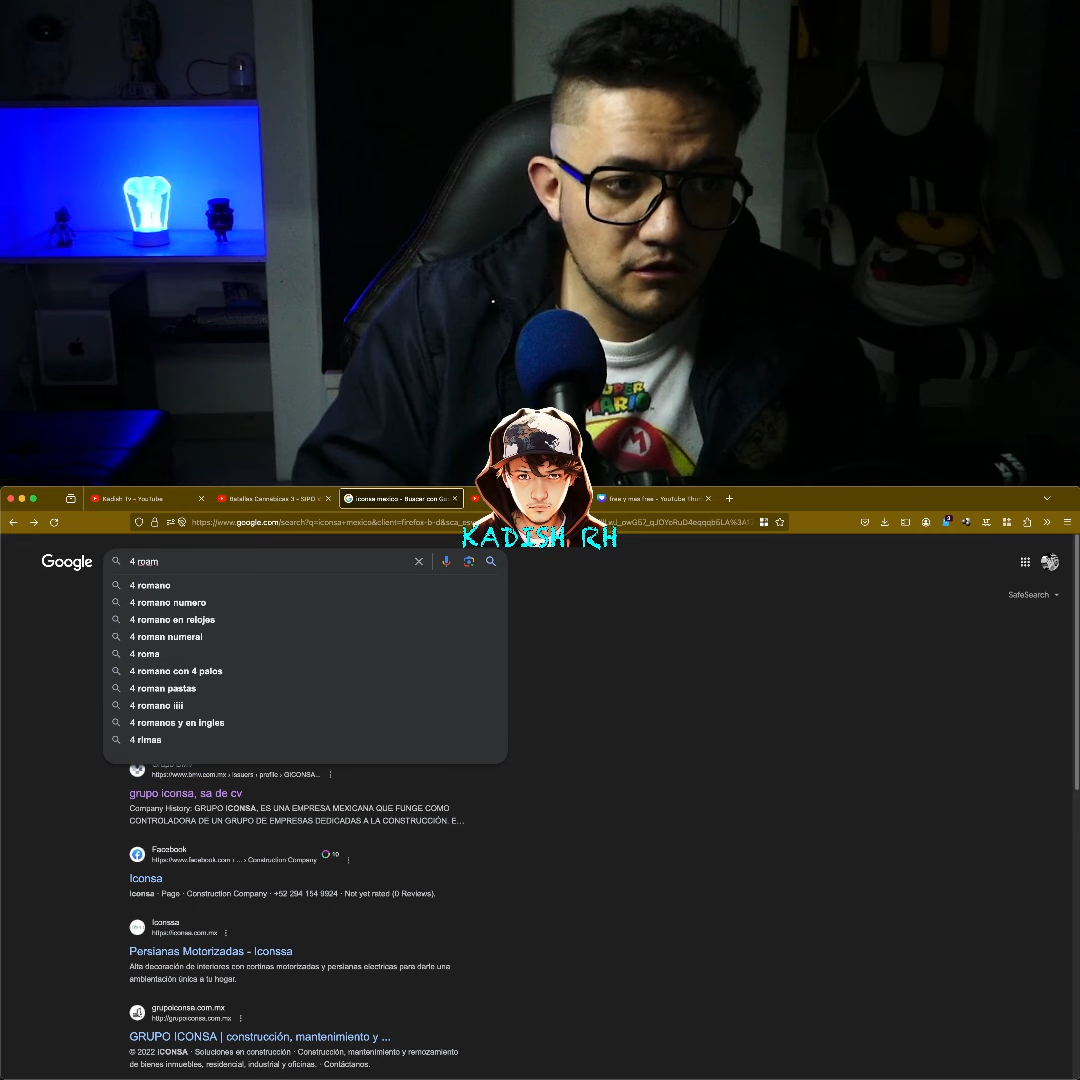 SUPER
MARIO
M
KADISH RH
Kadish Tv - YouTube
Batallas Cannabicas 3 - SIPO V
iconsa mexico - Buscar con Go
free y mas free - YouTube Thum
https://www.google.com/search?q=iconsa+mexico&client=firefox-b-d&sca_es
Google
4 roam
4 romano
4 romano numero
4 romano en relojes
4 roman numeral
4 roma
4 romano con 4 palos
4 roman pastas
4 romano iiii
4 romanos y en ingles
4 rimas
SafeSearch
https://www.bmv.com.mx › issuers › profile › GICONSA...
grupo iconsa, sa de cv
Company History: GRUPO ICONSA, ES UNA EMPRESA MEXICANA QUE FUNGE COMO
CONTROLADORA DE UN GRUPO DE EMPRESAS DEDICADAS A LA CONSTRUCCIÓN. E...
Facebook
https://www.facebook.com › ... › Construction Company
10
Iconsa
Iconsa · Page · Construction Company · +52 294 154 9924 · Not yet rated (0 Reviews).
Iconssa
https://iconsa.com.mx
Persianas Motorizadas - Iconssa
Alta decoración de interiores con cortinas motorizadas y persianas electricas para darle una
ambientación única a tu hogar.
grupoiconsa.com.mx
http://grupoiconsa.com.mx
GRUPO ICONSA | construcción, mantenimiento y ...
© 2022 ICONSA · Soluciones en construcción · Construcción, mantenimiento y remozamiento
de bienes inmuebles, residencial, industrial y oficinas. · Contáctanos.